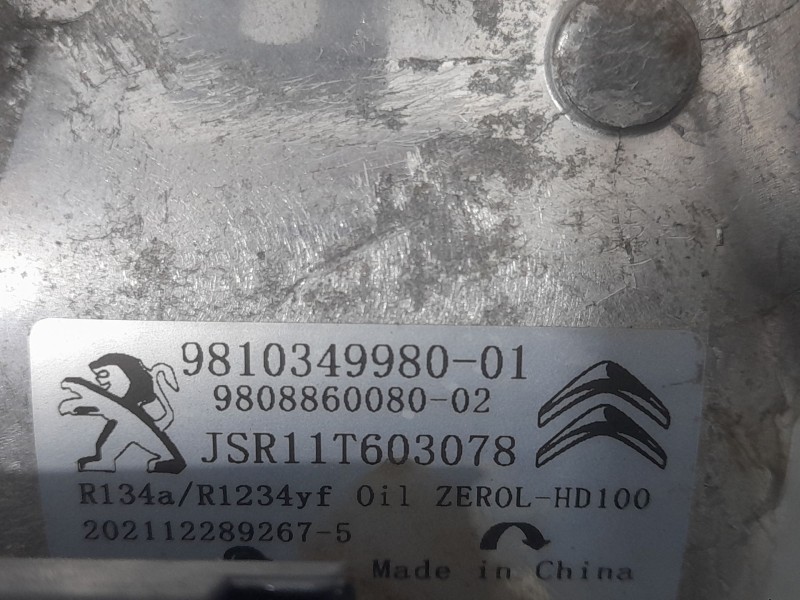 9810349980-01
9808860080-02
JSR11T603078
R134a/R1234yf Oil ZEROL-HD100
202112289267-5
Made in China